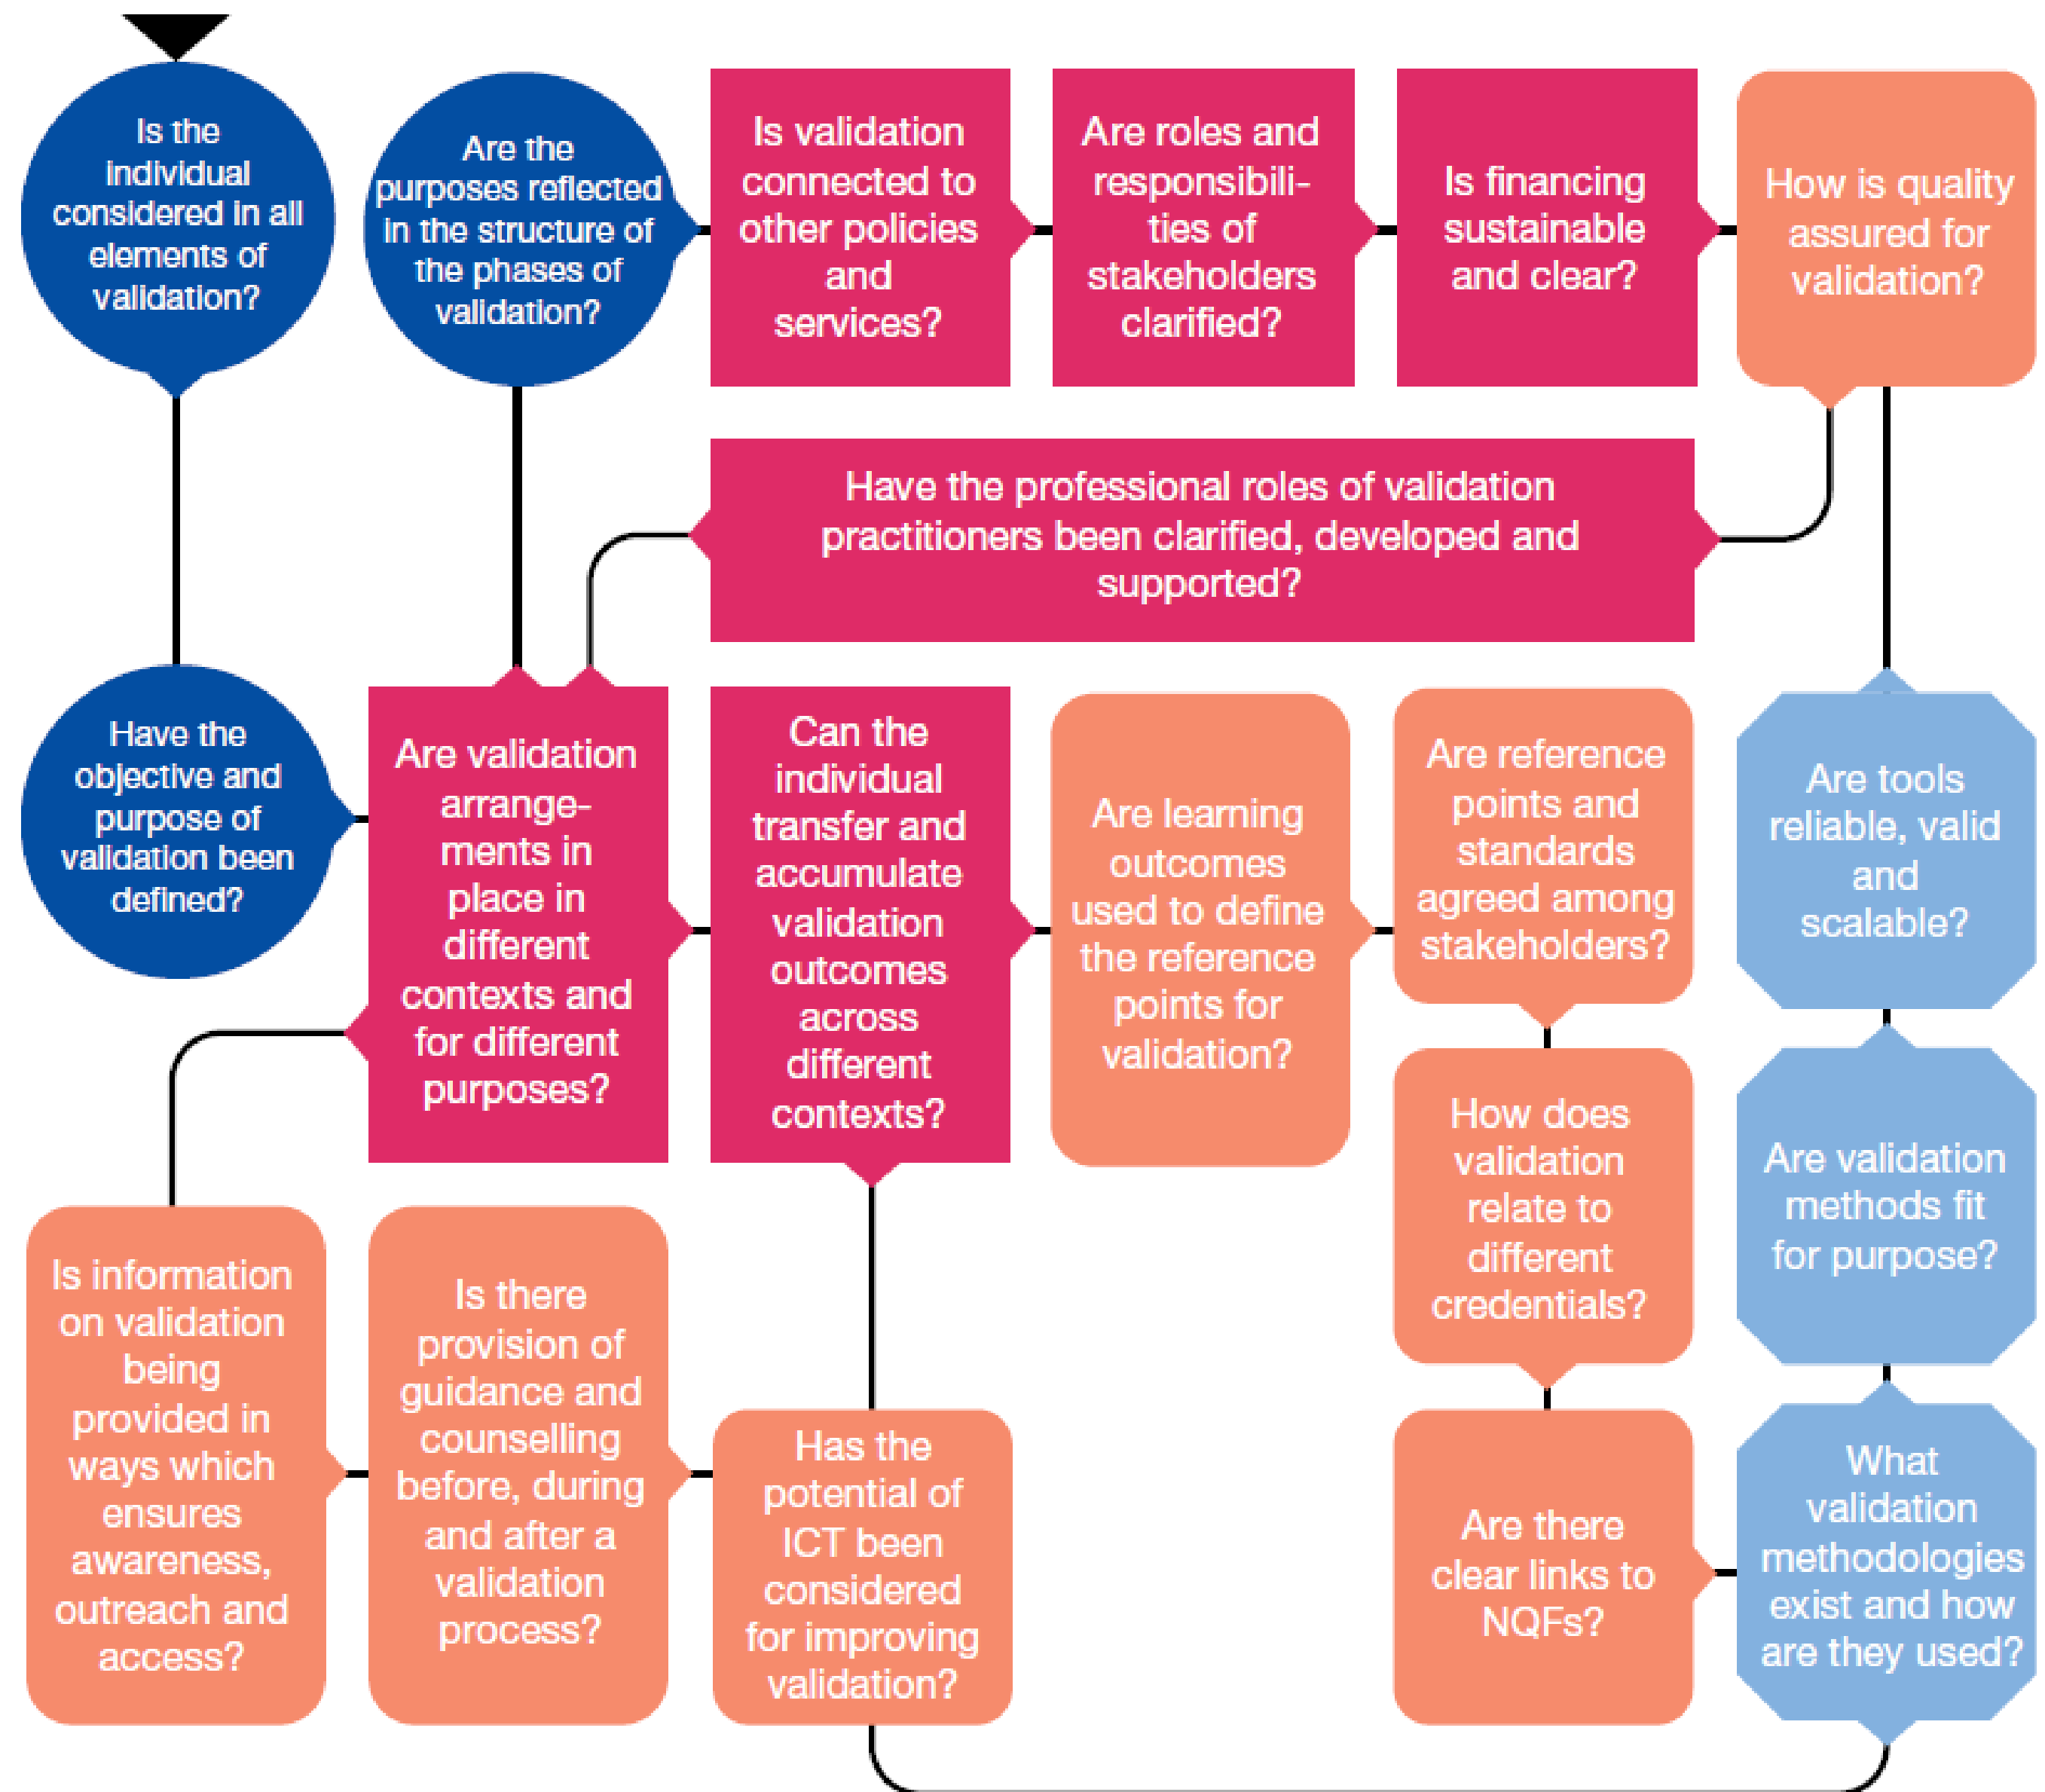 Is the
individual
considered in all
elements of
validation?
Are the
purposes reflected
in the structure of
the phases of
validation?
Is validation
connected to
other policies
and
services?
Are roles and
responsibili-
ties of
stakeholders
clarified?
Is financing
sustainable
and clear?
How is quality
assured for
validation?
Have the professional roles of validation
practitioners been clarified, developed and
supported?
Have the
objective and
purpose of
validation been
defined?
Are validation
arrange-
ments in
place in
different
contexts and
for different
purposes?
Can the
individual
transfer and
accumulate
validation
outcomes
across
different
contexts?
Are learning
outcomes
used to define
the reference
points for
validation?
Are reference
points and
standards
agreed among
stakeholders?
Are tools
reliable, valid
and
scalable?
How does
validation
relate to
different
credentials?
Are validation
methods fit
for purpose?
Is information
on validation
being
provided in
ways which
ensures
awareness,
outreach and
access?
Is there
provision of
guidance and
counselling
before, during
and after a
validation
process?
Has the
potential of
ICT been
considered
for improving
validation?
Are there
clear links to
NQFs?
What
validation
methodologies
exist and how
are they used?